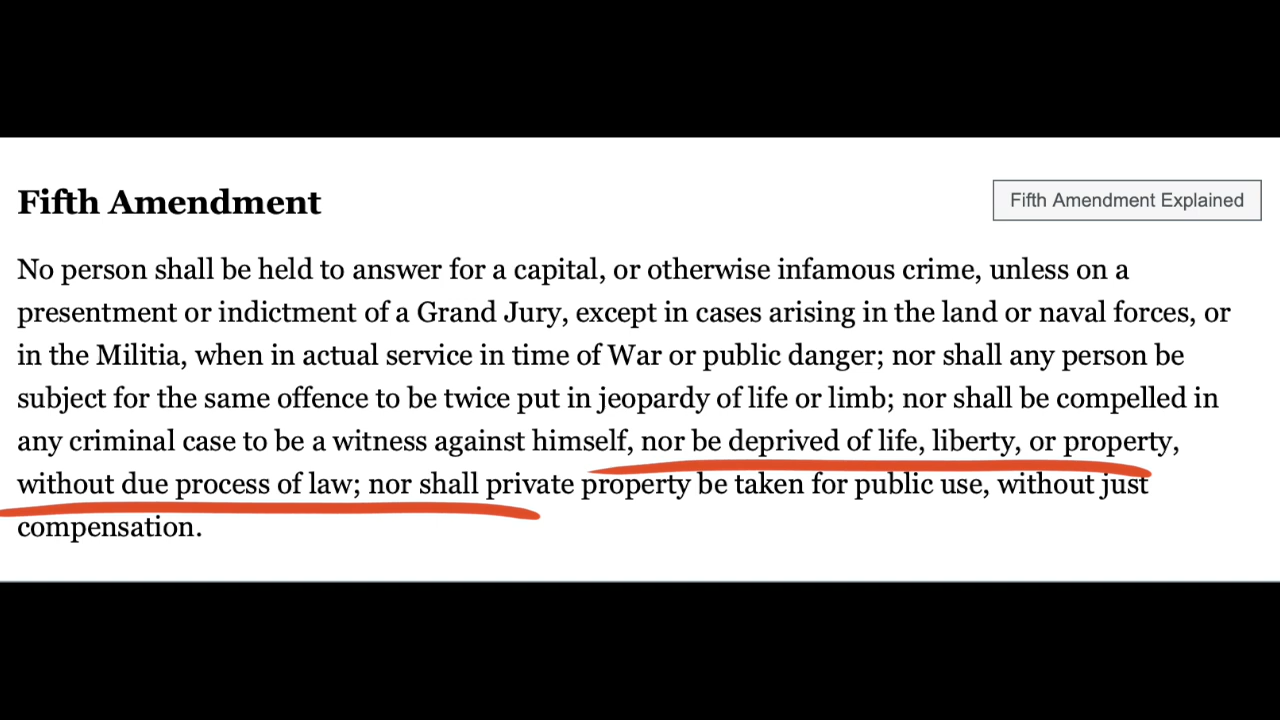 Fifth Amendment
Fifth Amendment Explained
No person shall be held to answer for a capital, or otherwise infamous crime, unless on a
presentment or indictment of a Grand Jury, except in cases arising in the land or naval forces, or
in the Militia, when in actual service in time of War or public danger; nor shall any person be
subject for the same offence to be twice put in jeopardy of life or limb; nor shall be compelled in
any criminal case to be a witness against himself, nor be deprived of life, liberty, or property,
without due process of law; nor shall private property be taken for public use, without just
compensation.